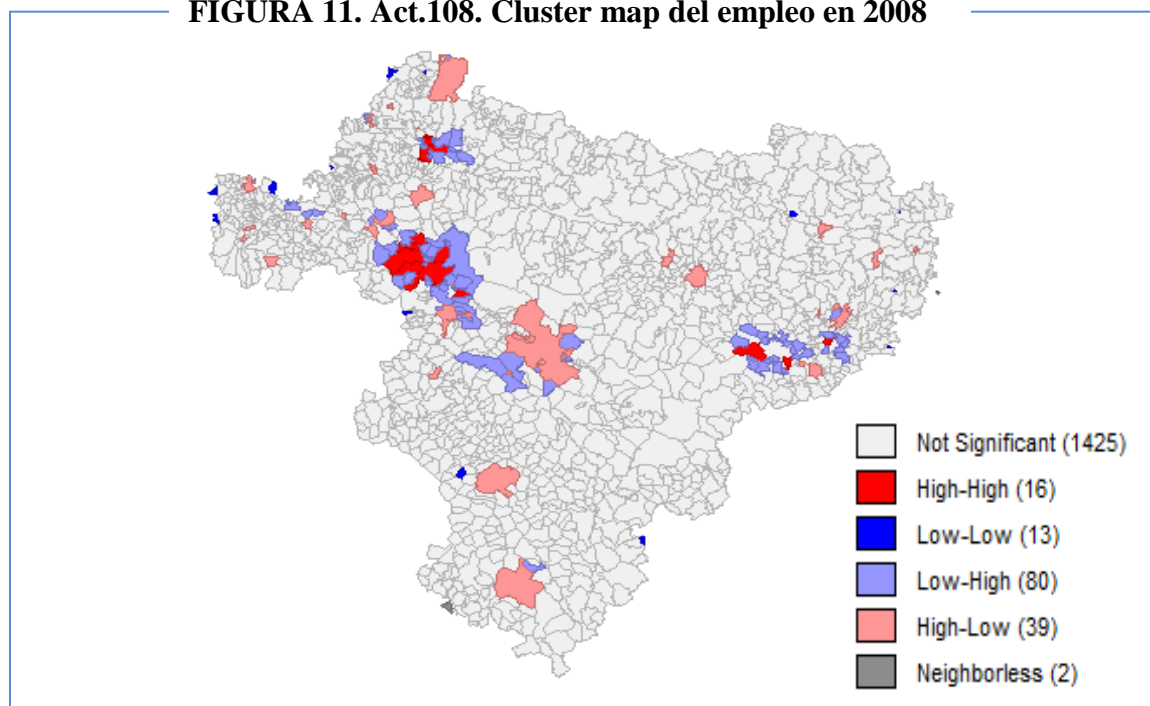 FIGURA 11. Act.108. Cluster map del empleo en 2008
Not Significant (1425)
High-High (16)
Low-Low (13)
Low-High (80)
High-Low (39)
Neighborless (2)